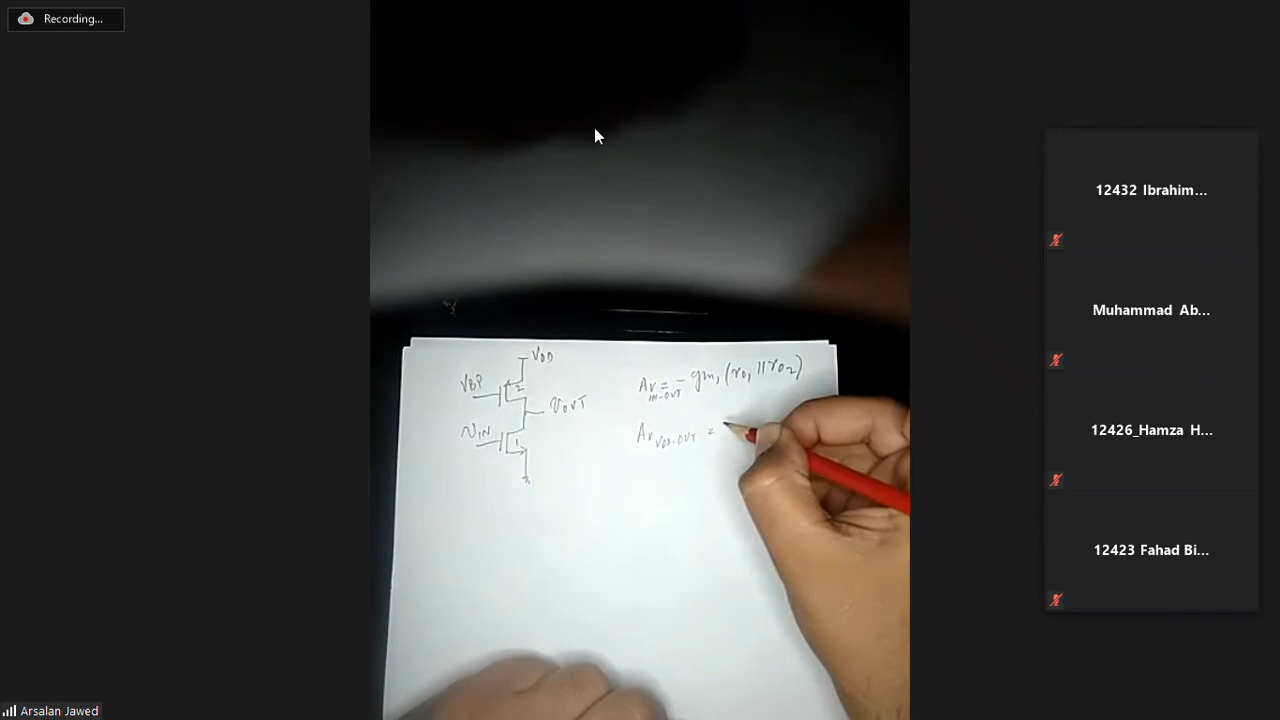 Recording...
VDD
VBP
2
VOUT
VIN
1
Av IN-OUT = - gm1 (ro1 || ro2)
Av VDD-OUT =
12432 Ibrahim...
Muhammad Ab...
12426_Hamza H...
12423 Fahad Bi...
Arsalan Jawed